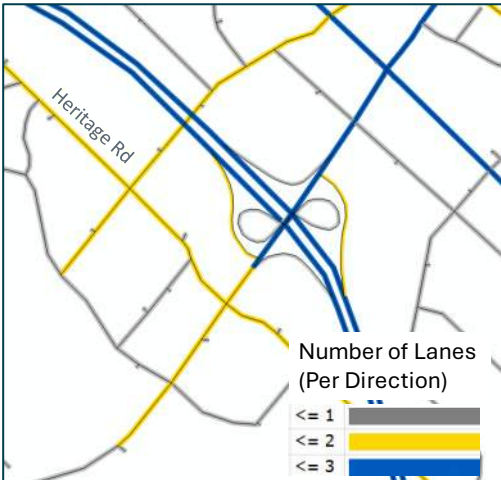 Heritage Rd
Number of Lanes
(Per Direction)
<= 1
<= 2
<= 3